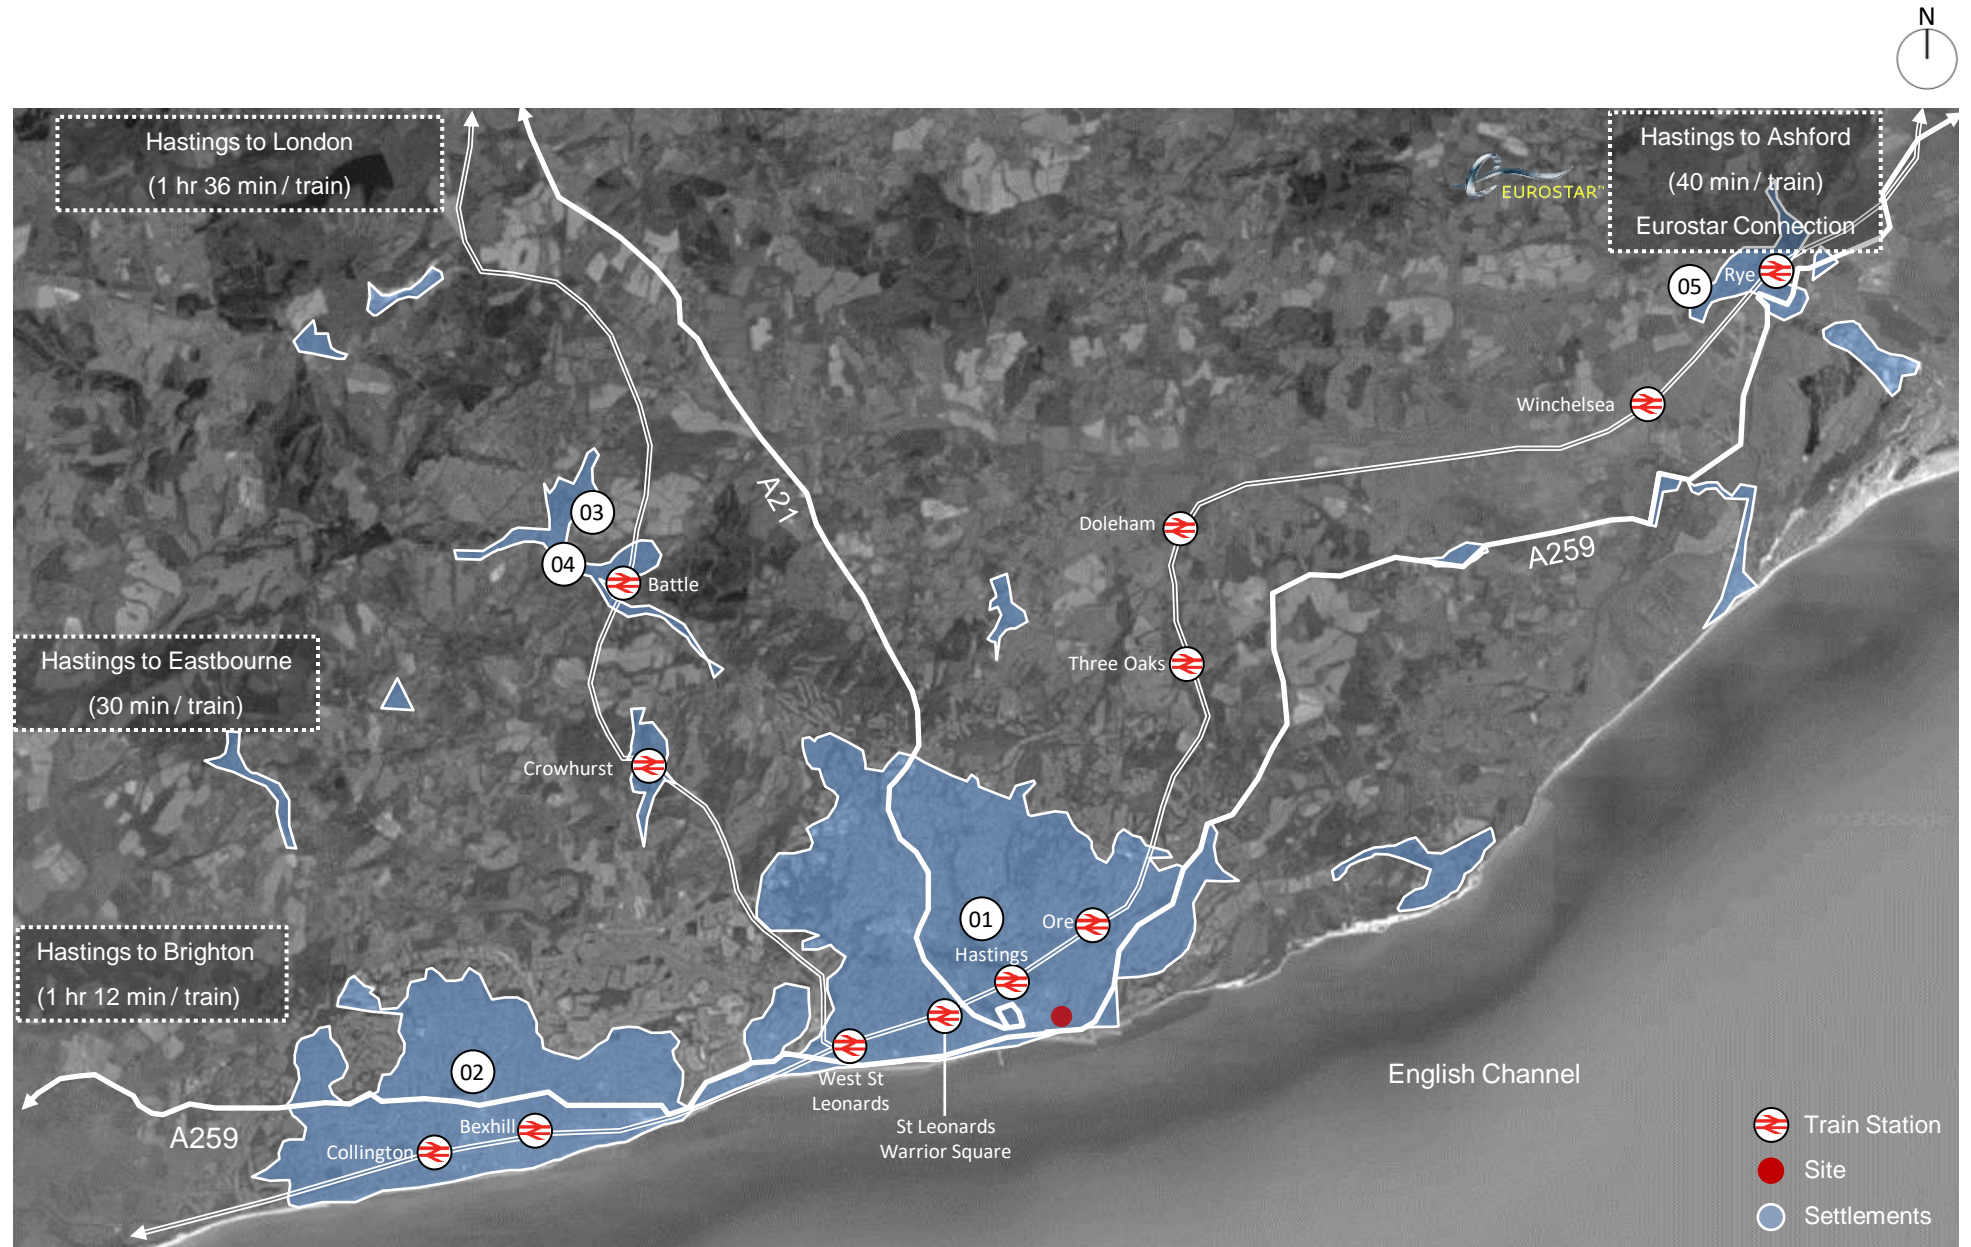 N
Hastings to London
(1 hr 36 min / train)
EUROSTAR™
Hastings to Ashford
(40 min / train)
Eurostar Connection
Rye
05
Winchelsea
A21
03
04
Battle
Doleham
A259
Three Oaks
Hastings to Eastbourne
(30 min / train)
Crowhurst
01
Ore
Hastings
Hastings to Brighton
(1 hr 12 min / train)
02
West St
Leonards
St Leonards
Warrior Square
A259
Bexhill
Collington
English Channel
Train Station
Site
Settlements